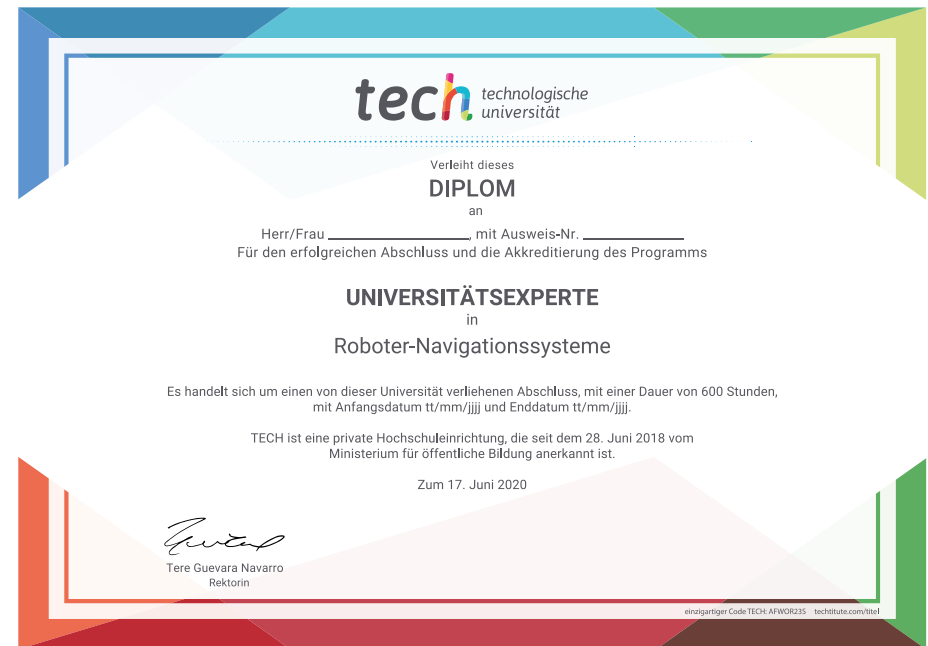 tech technologische
universität
Verleiht dieses
DIPLOM
an
Herr/Frau ____________________, mit Ausweis-Nr. ______________
Für den erfolgreichen Abschluss und die Akkreditierung des Programms
UNIVERSITÄTSEXPERTE
in
Roboter-Navigationssysteme
Es handelt sich um einen von dieser Universität verliehenen Abschluss, mit einer Dauer von 600 Stunden,
mit Anfangsdatum tt/mm/jjjj und Enddatum tt/mm/jjjj.
TECH ist eine private Hochschuleinrichtung, die seit dem 28. Juni 2018 vom
Ministerium für öffentliche Bildung anerkannt ist.
Zum 17. Juni 2020
Tere Guevara Navarro
Rektorin
einzigartiger Code TECH: AFWOR23S techtitute.com/titel